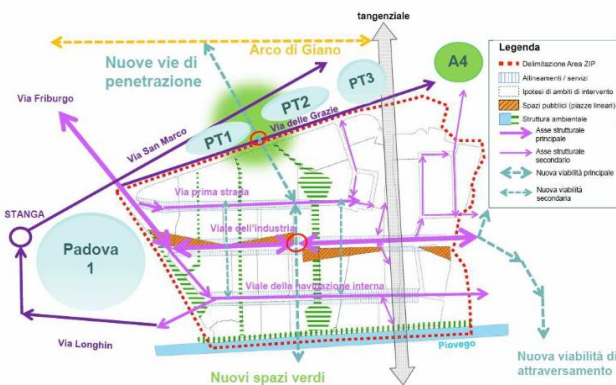 tangenziale
Arco di Giano
Nuove vie di
penetrazione
A4
PT3
PT2
PT1
Via Friburgo
Via San Marco
Via delle Grazie
Via prima strada
STANGA
Padova
1
Viale dell'industria
Viale della navigazione interna
Via Longhin
Piovego
Nuovi spazi verdi
Nuova viabilità di
attraversamento
Legenda
Delimitazione Area ZIP
Allineamenti / servizi
Ipotesi di ambiti di intervento
Spazi pubblici (piazze lineari)
Struttura ambientale
Asse strutturale
principale
Asse strutturale
secondario
Nuova viabilità principale
Nuova viabilità
secondaria